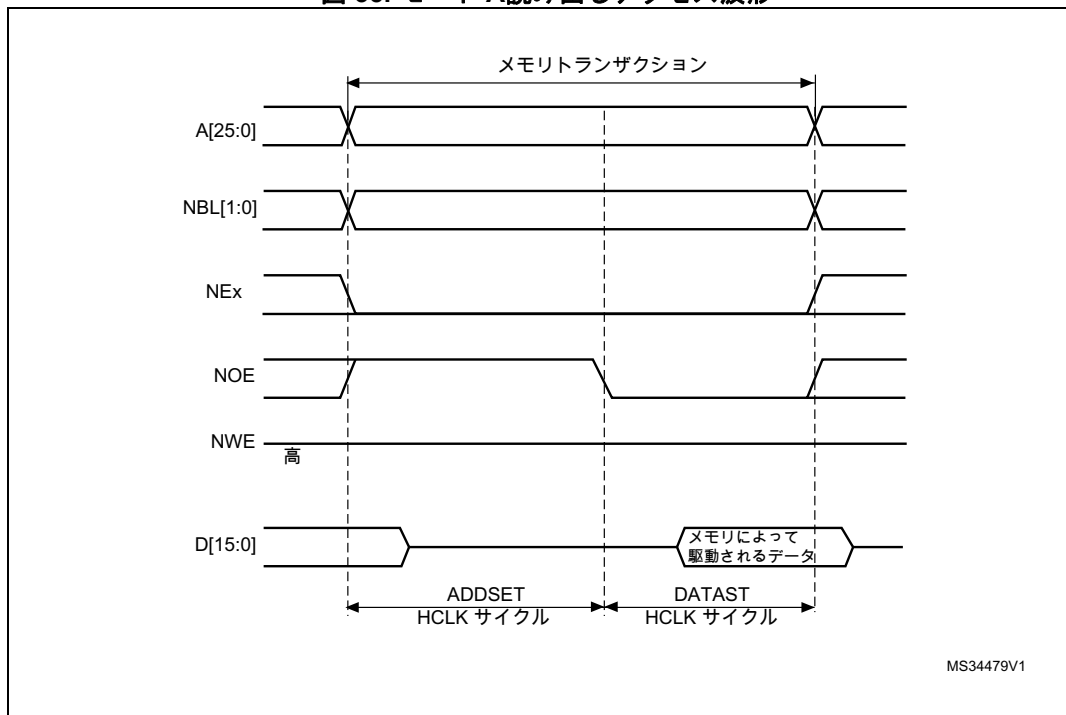 メモリトランザクション
A[25:0]
NBL[1:0]
NEx
NOE
NWE
高
D[15:0]
メモリによって
駆動されるデータ
ADDSET
HCLK サイクル
DATAST
HCLK サイクル
MS34479V1